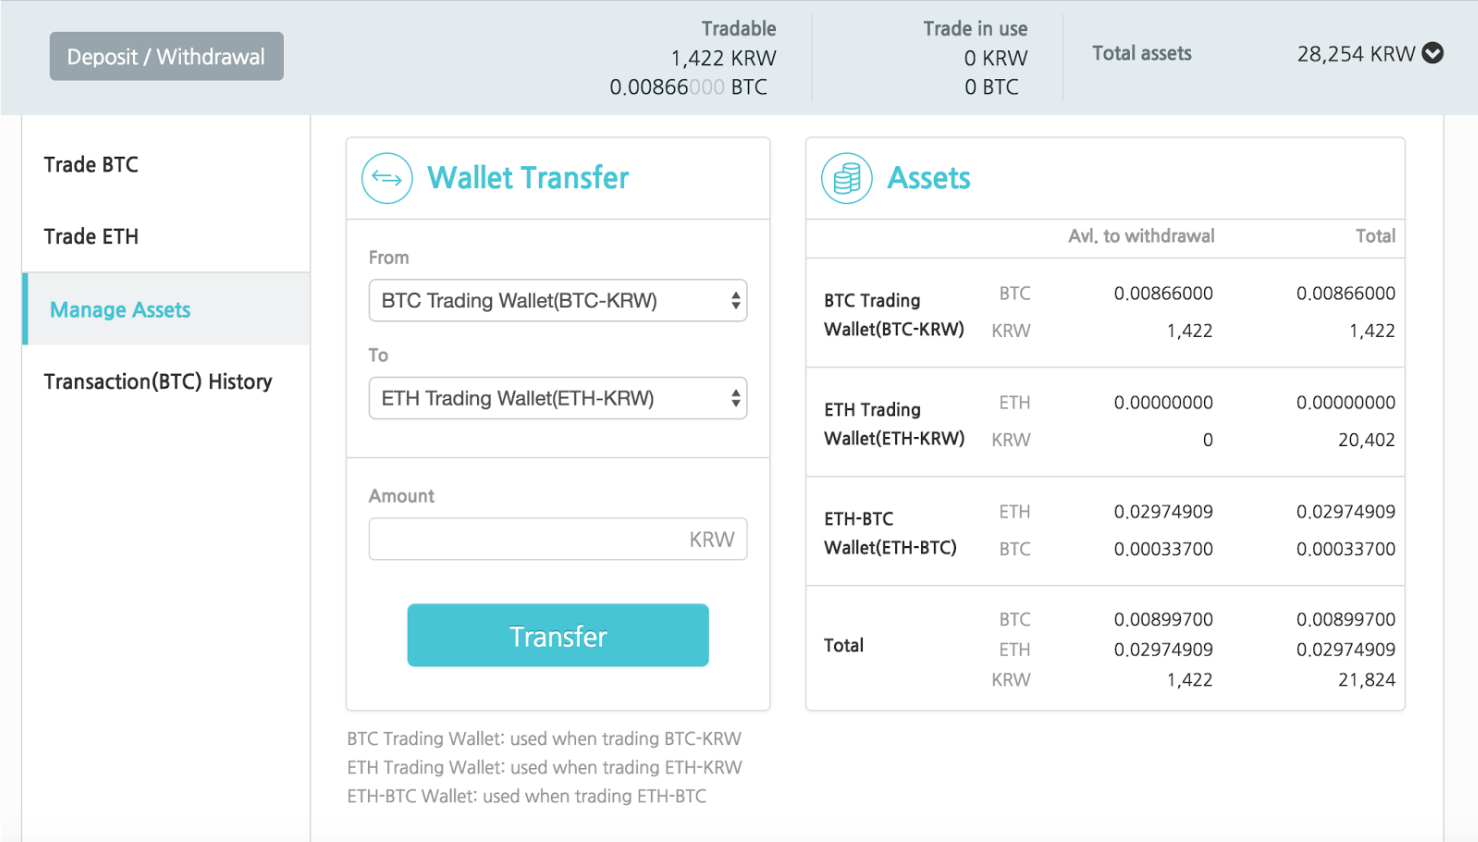 Deposit / Withdrawal
Tradable
1,422 KRW
0.00866000 BTC
Trade in use
0 KRW
0 BTC
Total assets
28,254 KRW
Trade BTC
Trade ETH
Manage Assets
Transaction(BTC) History
Wallet Transfer
From
BTC Trading Wallet(BTC-KRW)
To
ETH Trading Wallet(ETH-KRW)
Amount
KRW
Transfer
BTC Trading Wallet: used when trading BTC-KRW
ETH Trading Wallet: used when trading ETH-KRW
ETH-BTC Wallet: used when trading ETH-BTC
Assets
Avl. to withdrawal Total
BTC Trading
Wallet(BTC-KRW)
BTC 0.00866000 0.00866000
KRW 1,422 1,422
ETH Trading
Wallet(ETH-KRW)
ETH 0.00000000 0.00000000
KRW 0 20,402
ETH-BTC
Wallet(ETH-BTC)
ETH 0.02974909 0.02974909
BTC 0.00033700 0.00033700
Total
BTC 0.00899700 0.00899700
ETH 0.02974909 0.02974909
KRW 1,422 21,824